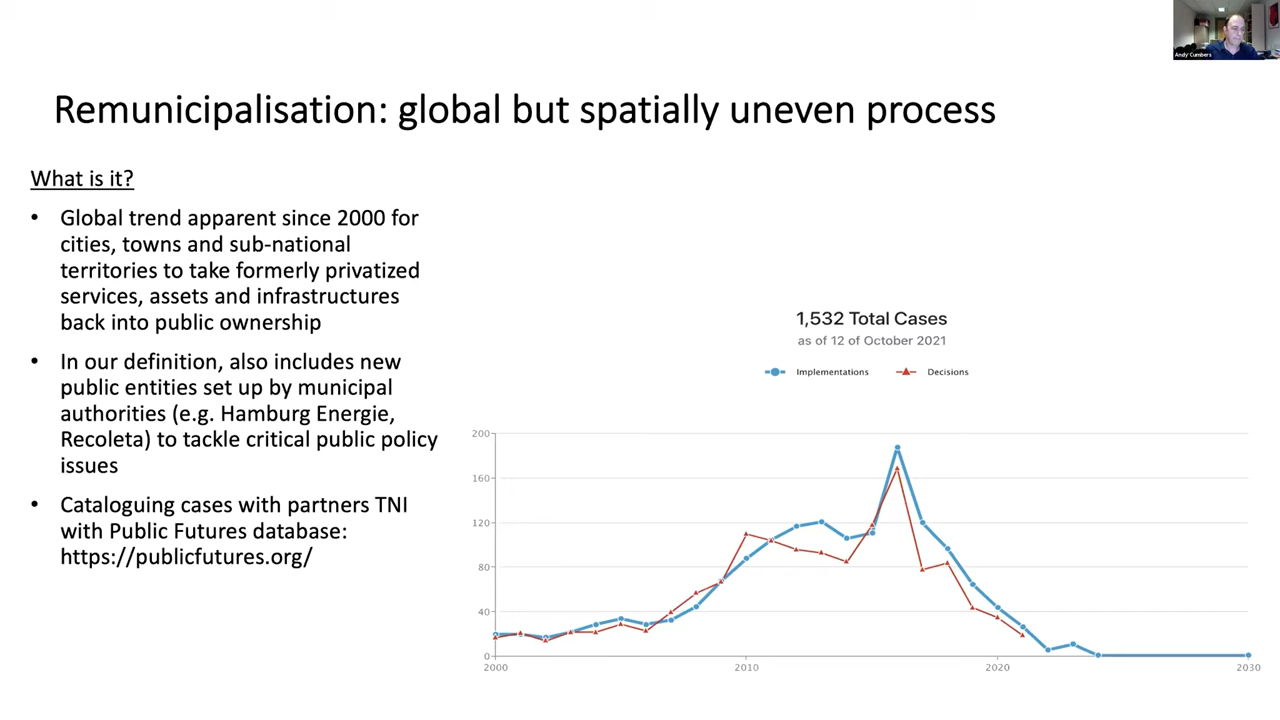 Andy Cumbers
Remunicipalisation: global but spatially uneven process
What is it?
• Global trend apparent since 2000 for
cities, towns and sub-national
territories to take formerly privatized
services, assets and infrastructures
back into public ownership
• In our definition, also includes new
public entities set up by municipal
authorities (e.g. Hamburg Energie,
Recoleta) to tackle critical public policy
issues
• Cataloguing cases with partners TNI
with Public Futures database:
https://publicfutures.org/
1,532 Total Cases
as of 12 of October 2021
Implementations Decisions
200
160
120
80
40
0
2000 2010 2020 2030